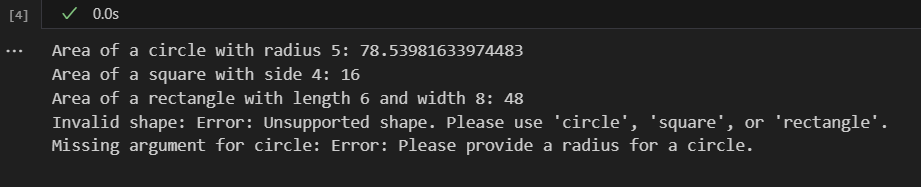 [4] ✓ 0.0s
... Area of a circle with radius 5: 78.53981633974483
Area of a square with side 4: 16
Area of a rectangle with length 6 and width 8: 48
Invalid shape: Error: Unsupported shape. Please use 'circle', 'square', or 'rectangle'.
Missing argument for circle: Error: Please provide a radius for a circle.